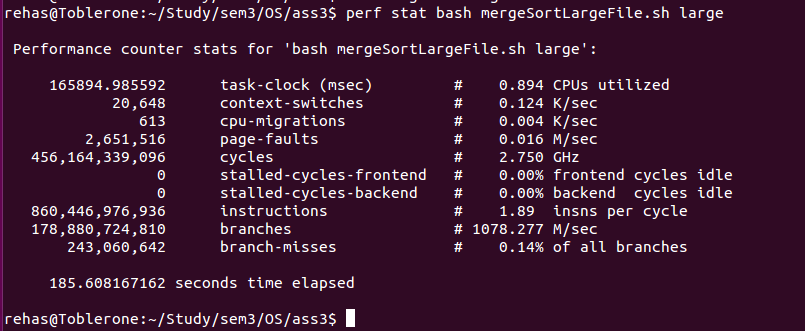 rehas@Toblerone:~/Study/sem3/OS/ass3$ perf stat bash mergeSortLargeFile.sh large
Performance counter stats for 'bash mergeSortLargeFile.sh large':
165894.985592 task-clock (msec) # 0.894 CPUs utilized
20,648 context-switches # 0.124 K/sec
613 cpu-migrations # 0.004 K/sec
2,651,516 page-faults # 0.016 M/sec
456,164,339,096 cycles # 2.750 GHz
0 stalled-cycles-frontend # 0.00% frontend cycles idle
0 stalled-cycles-backend # 0.00% backend cycles idle
860,446,976,936 instructions # 1.89 insns per cycle
178,880,724,810 branches # 1078.277 M/sec
243,060,642 branch-misses # 0.14% of all branches
185.608167162 seconds time elapsed
rehas@Toblerone:~/Study/sem3/OS/ass3$